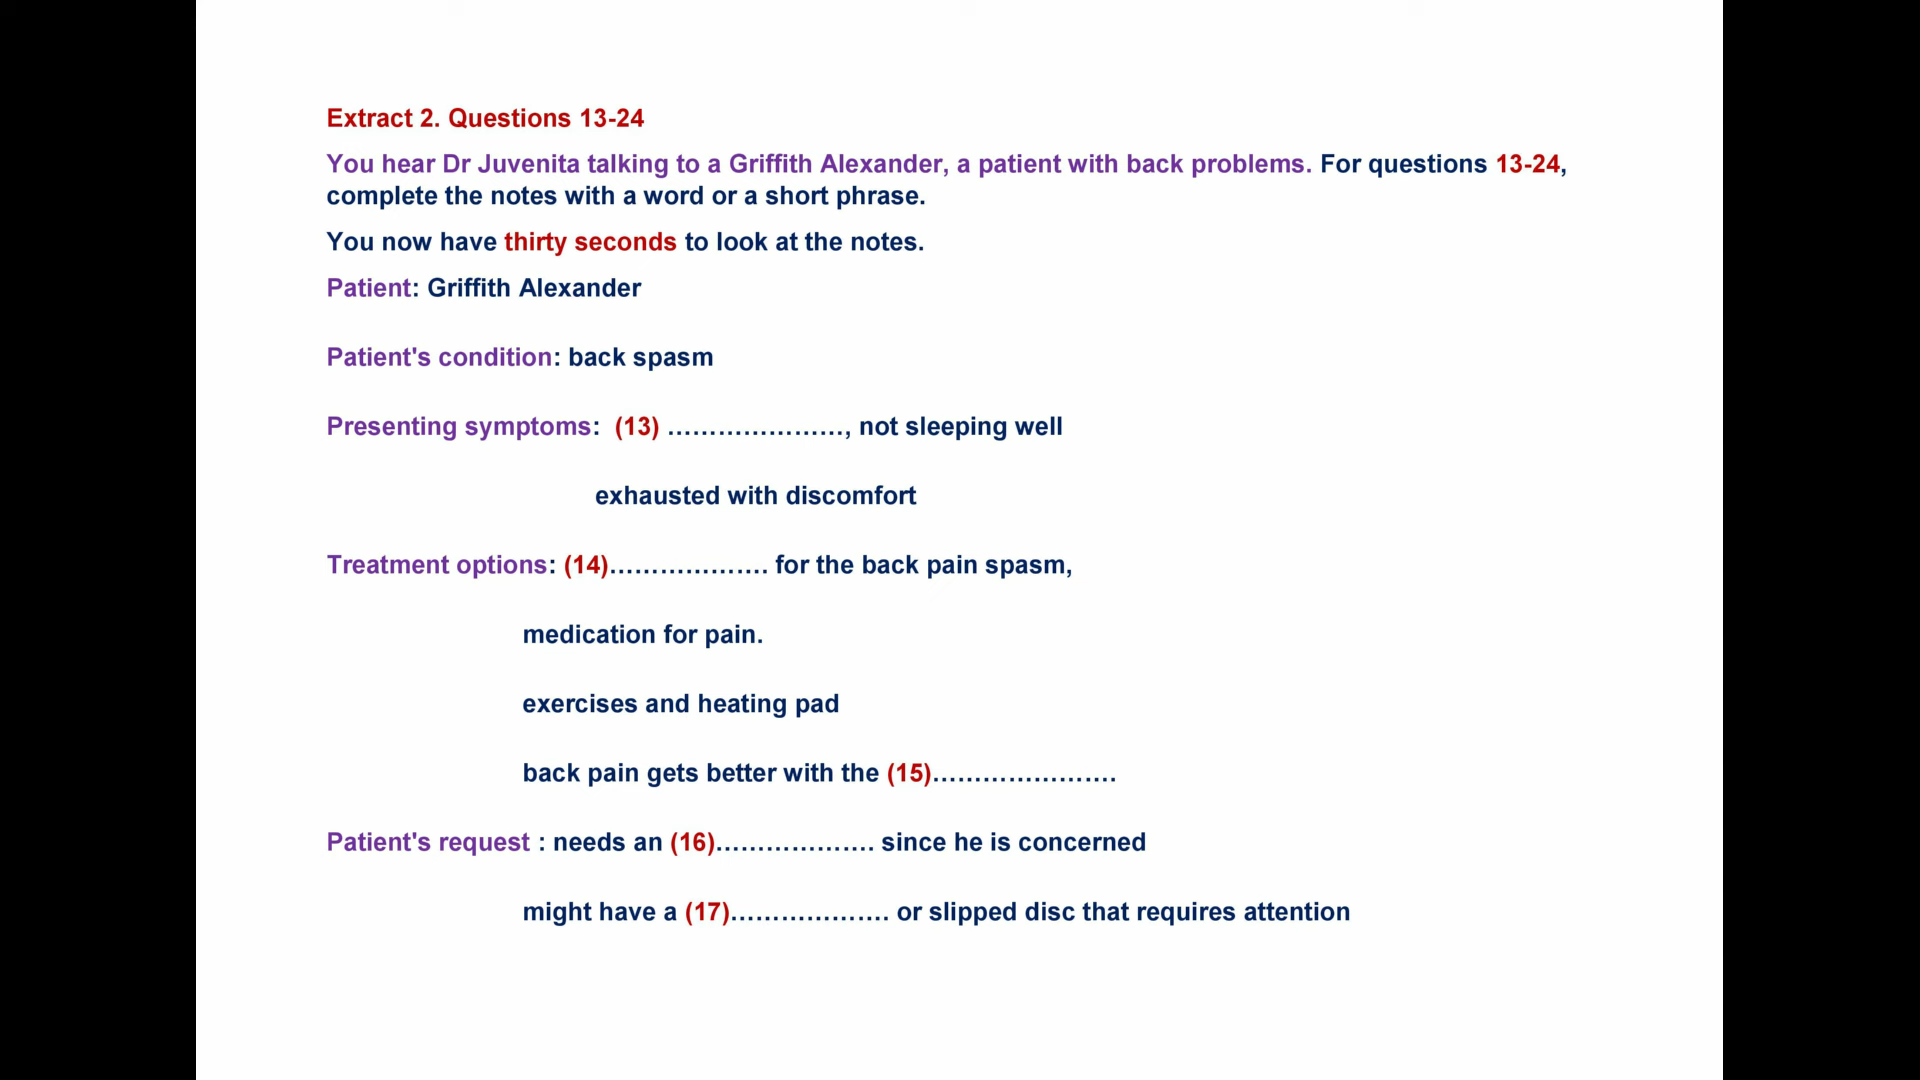 Extract 2. Questions 13-24
You hear Dr Juvenita talking to a Griffith Alexander, a patient with back problems. For questions 13-24,
complete the notes with a word or a short phrase.
You now have thirty seconds to look at the notes.
Patient: Griffith Alexander
Patient's condition: back spasm
Presenting symptoms: (13) …………………, not sleeping well
exhausted with discomfort
Treatment options: (14)………………. for the back pain spasm,
medication for pain.
exercises and heating pad
back pain gets better with the (15)………………….
Patient's request : needs an (16)………………. since he is concerned
might have a (17)………………. or slipped disc that requires attention